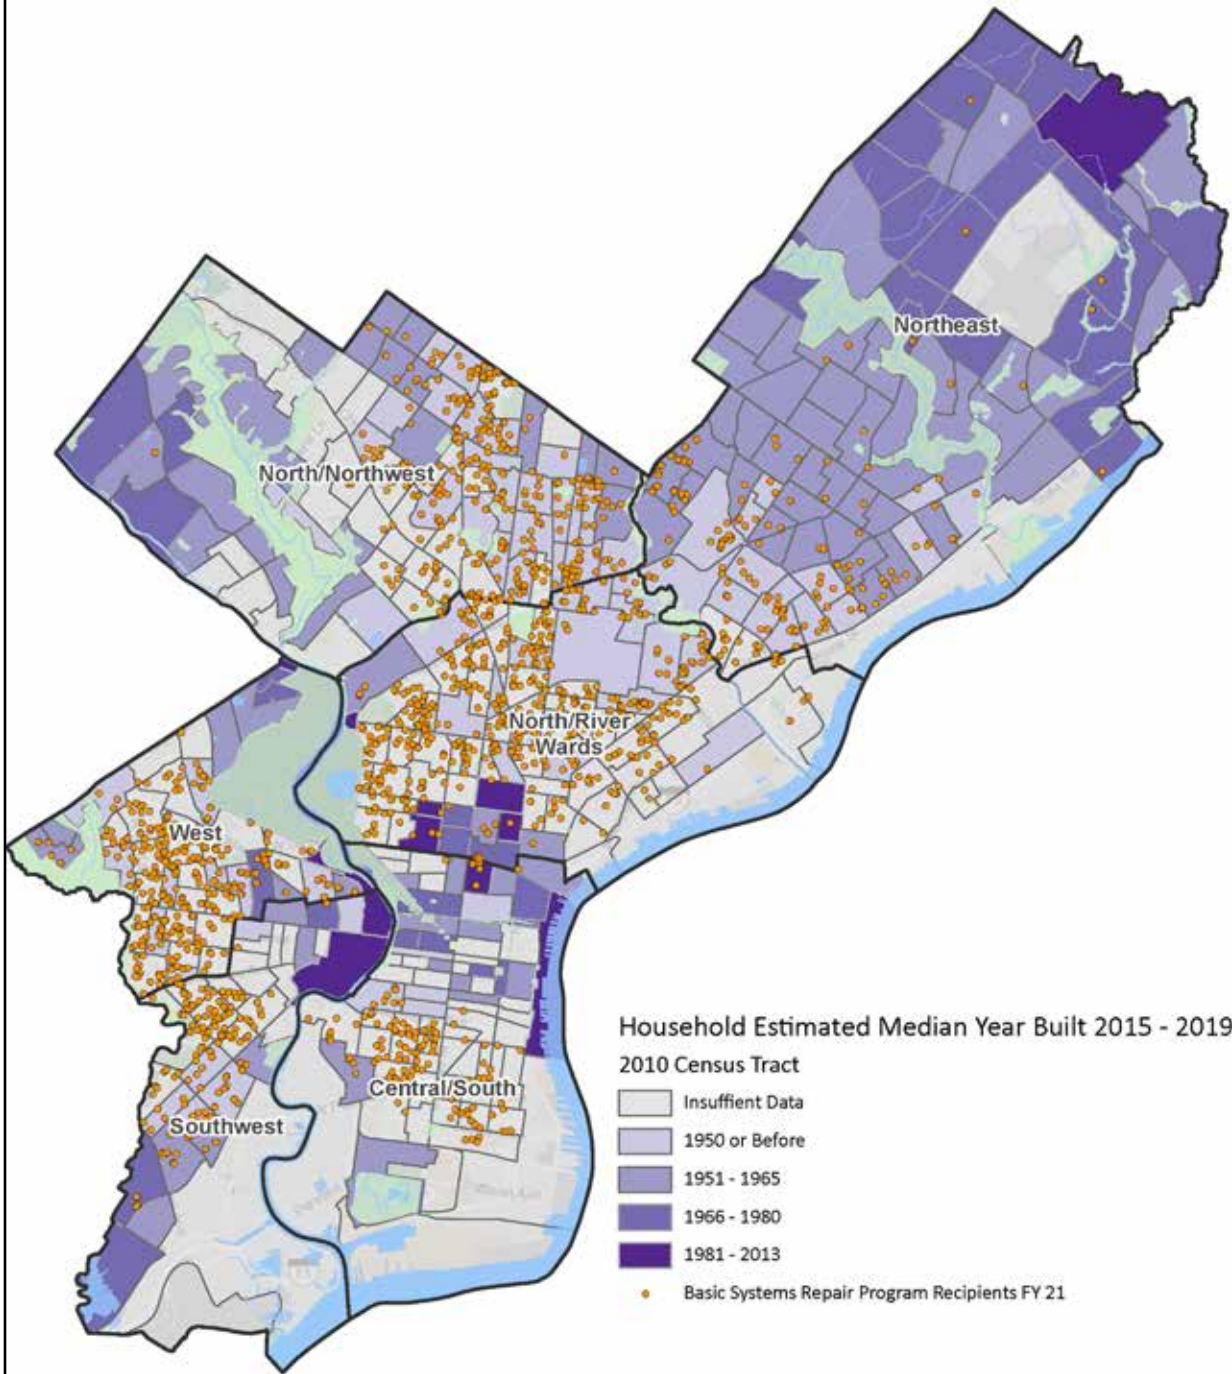 Northeast
North/Northwest
North/River
Wards
West
Central/South
Southwest
Household Estimated Median Year Built 2015 - 2019
2010 Census Tract
Insuffient Data
1950 or Before
1951 - 1965
1966 - 1980
1981 - 2013
Basic Systems Repair Program Recipients FY 21